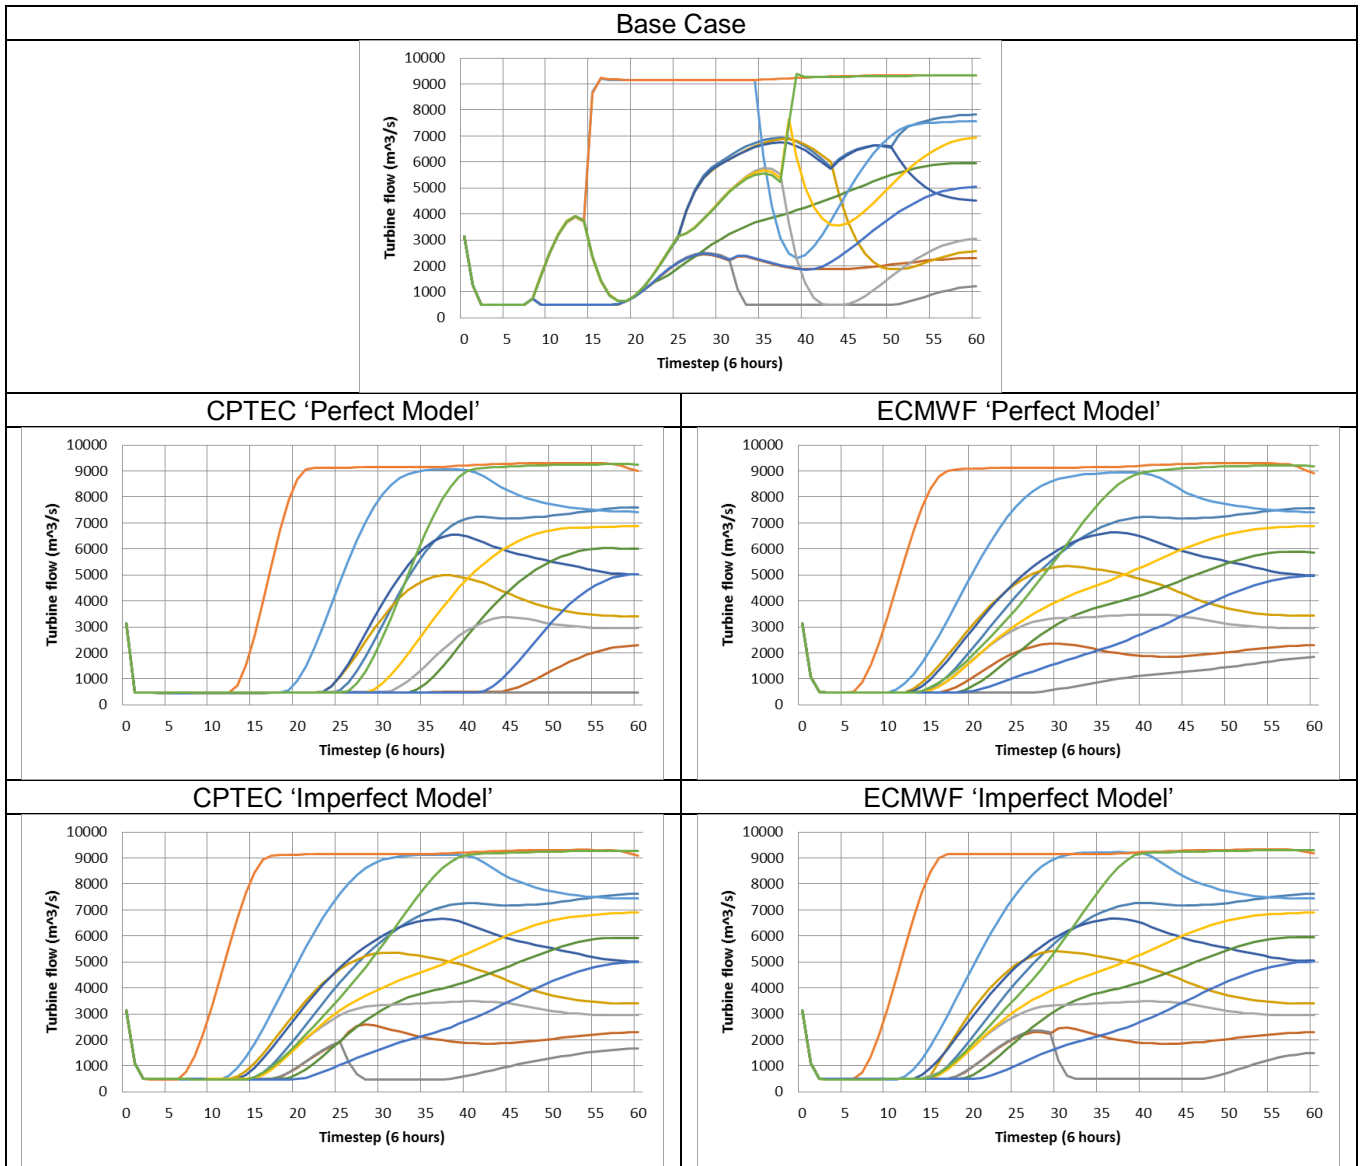 Base Case
Turbine flow (m^3/s)
10000
9000
8000
7000
6000
5000
4000
3000
2000
1000
0
0 5 10 15 20 25 30 35 40 45 50 55 60
Timestep (6 hours)
CPTEC ‘Perfect Model’
Turbine flow (m^3/s)
10000
9000
8000
7000
6000
5000
4000
3000
2000
1000
0
0 5 10 15 20 25 30 35 40 45 50 55 60
Timestep (6 hours)
ECMWF ‘Perfect Model’
Turbine flow (m^3/s)
10000
9000
8000
7000
6000
5000
4000
3000
2000
1000
0
0 5 10 15 20 25 30 35 40 45 50 55 60
Timestep (6 hours)
CPTEC ‘Imperfect Model’
Turbine flow (m^3/s)
10000
9000
8000
7000
6000
5000
4000
3000
2000
1000
0
0 5 10 15 20 25 30 35 40 45 50 55 60
Timestep (6 hours)
ECMWF ‘Imperfect Model’
Turbine flow (m^3/s)
10000
9000
8000
7000
6000
5000
4000
3000
2000
1000
0
0 5 10 15 20 25 30 35 40 45 50 55 60
Timestep (6 hours)